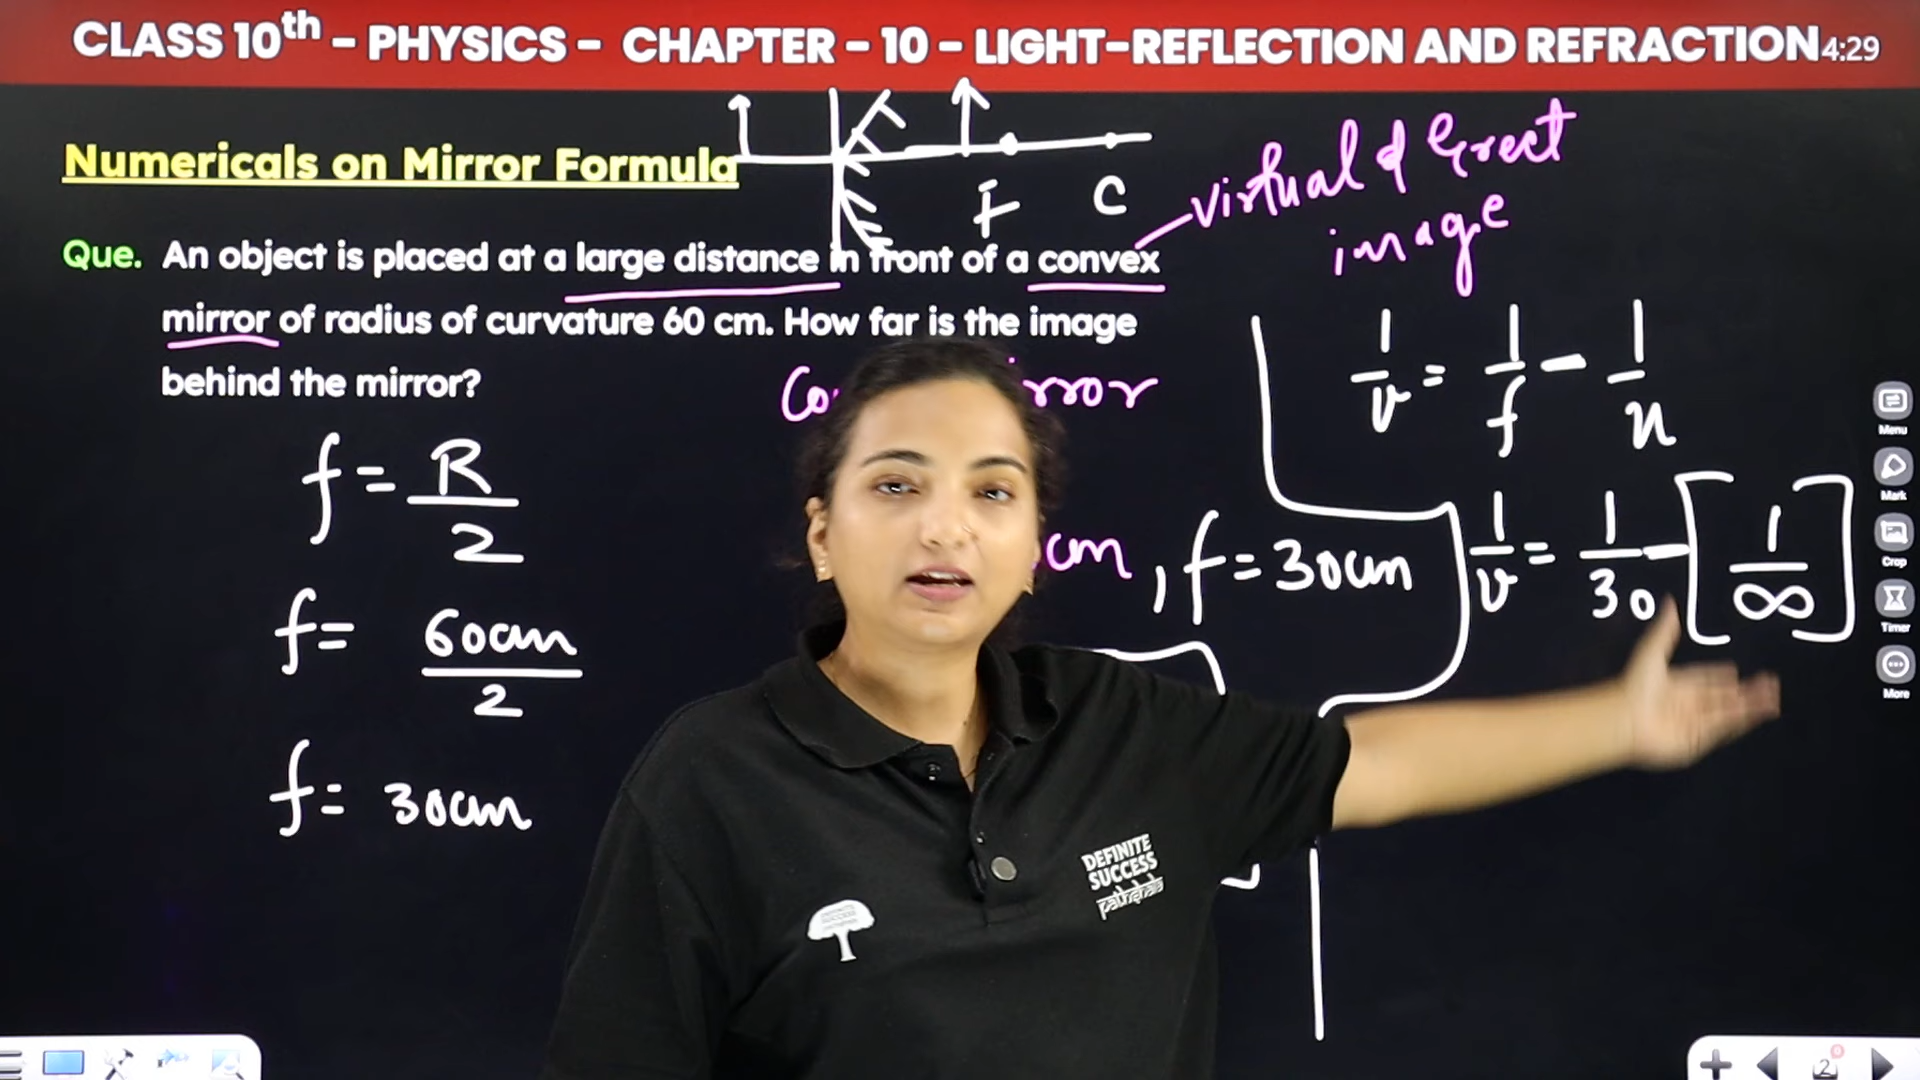 CLASS 10th – PHYSICS – CHAPTER – 10 – LIGHT-REFLECTION AND REFRACTION
4:29
Numericals on Mirror Formula
F C
virtual & Erect
image
Que. An object is placed at a large distance in front of a convex
mirror of radius of curvature 60 cm. How far is the image
behind the mirror?
f = R/2
f = 60cm/2
f = 30cm
cm, f = 30cm
1/v = 1/f - 1/u
1/v = 1/30 - [1/∞]
DEFINITE
SUCCESS
pathshala
Menu
Mark
Crop
Timer
More
2